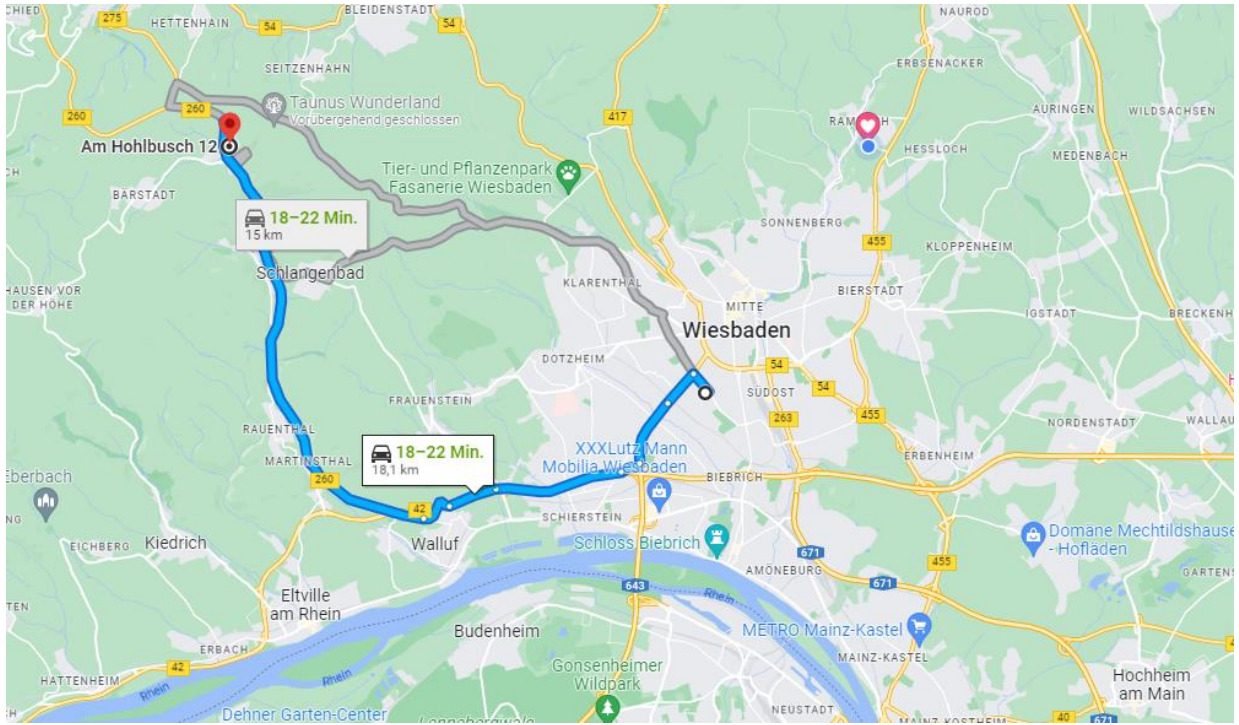 SCHIED
275
HETTENHAIN
54
BLEIDENSTADT
54
NAUROD
SEITZENHAHN
ERBSENACKER
260
260
Taunus Wunderland
Vorübergehend geschlossen
417
AURINGEN
WILDSACHSEN
HESSLOCH
MEDENBACH
Am Hohlbusch 12
BÄRSTADT
Tier- und Pflanzenpark
Fasanerie Wiesbaden
18–22 Min.
15 km
SONNENBERG
455
KLOPPENHEIM
Schlangenbad
HAUSEN VOR
DER HÖHE
KLARENTHAL
MITTE
BIERSTADT
IGSTADT
BRECKENH
Wiesbaden
DOTZHEIM
54
54
SÜDOST
FRAUENSTEIN
263
455
NORDENSTADT
WALLAU
RAUENTHAL
18–22 Min.
18,1 km
XXXLutz Mann
Mobilia Wiesbaden
ERBENHEIM
MARTINSTHAL
260
BIEBRICH
Eberbach
42
SCHIERSTEIN
Schloss Biebrich
Domäne Mechtildshause
- Hofläden
EICHBERG
Kiedrich
Walluf
671
455
AMÖNEBURG
671
643
GARTENS
Eltville
am Rhein
Rhein
Budenheim
METRO Mainz-Kastel
ERBACH
MAINZ-KASTEL
42
Gonsenheimer
Wildpark
Hochheim
am Main
HATTENHEIM
Rhein
Dehner Garten-Center
NEUSTADT
40
671
MAINZ-KOSTHEIM